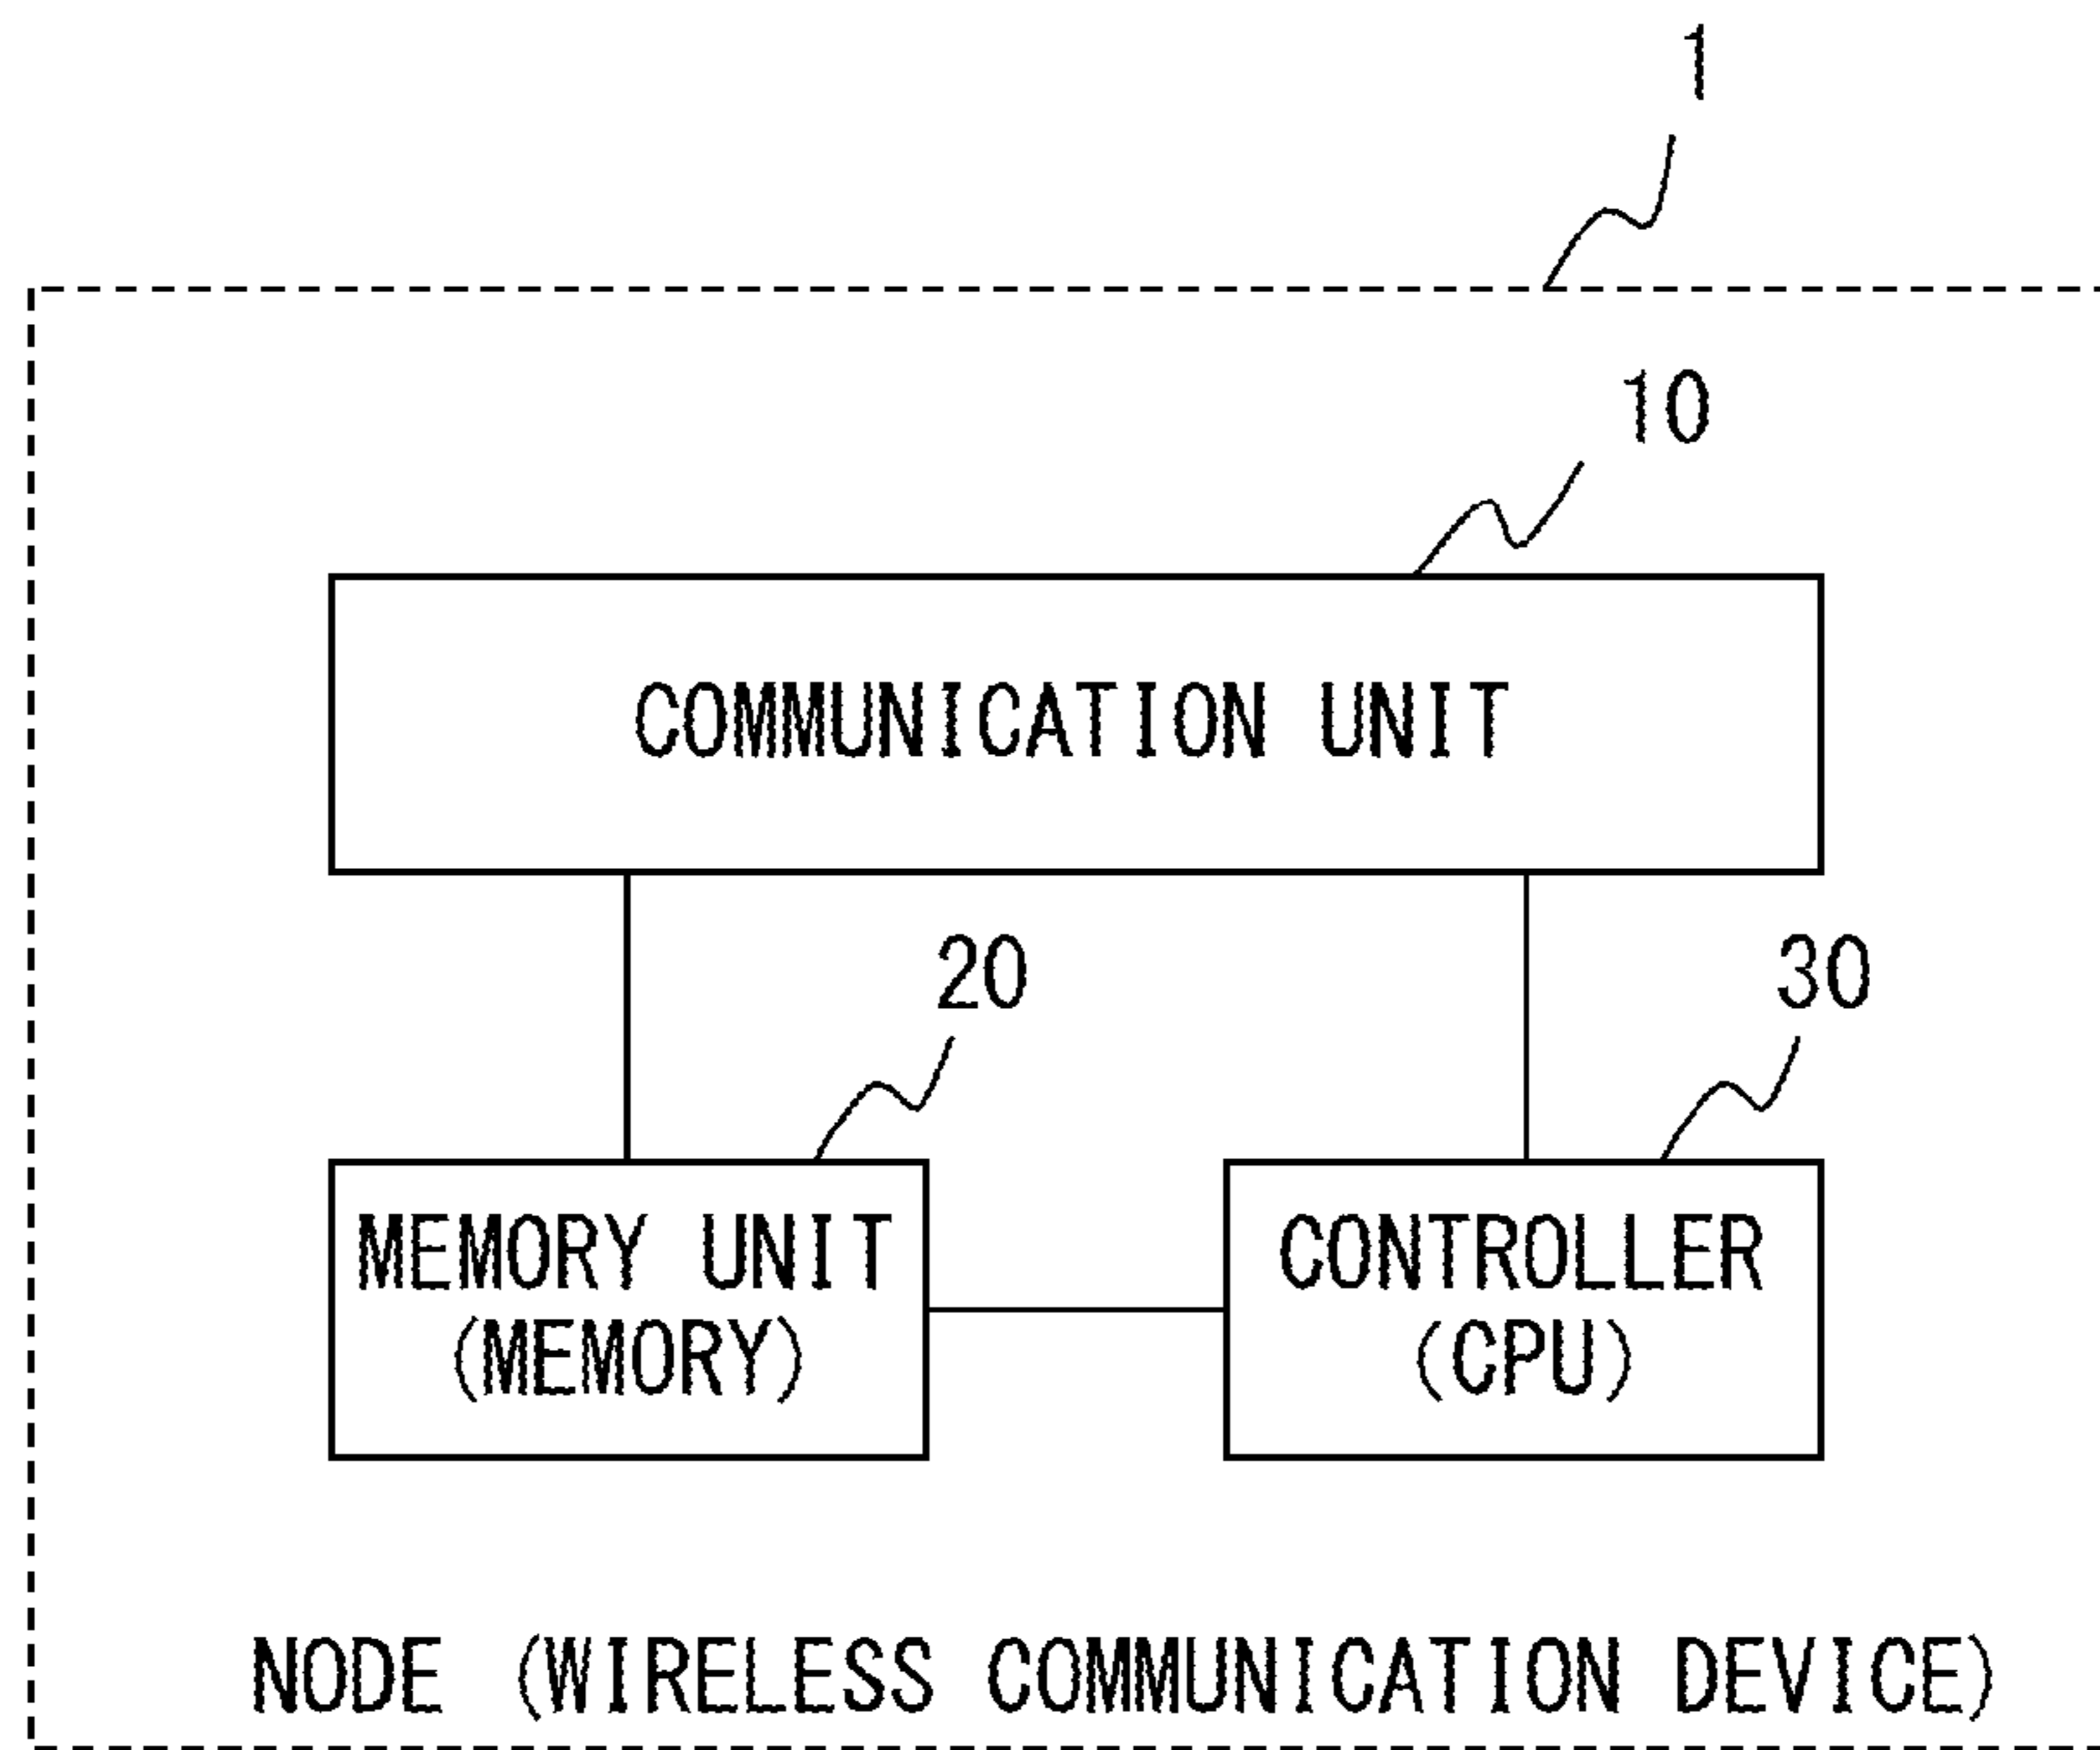 1
10
COMMUNICATION UNIT
20
30
MEMORY UNIT
(MEMORY)
CONTROLLER
(CPU)
NODE (WIRELESS COMMUNICATION DEVICE)